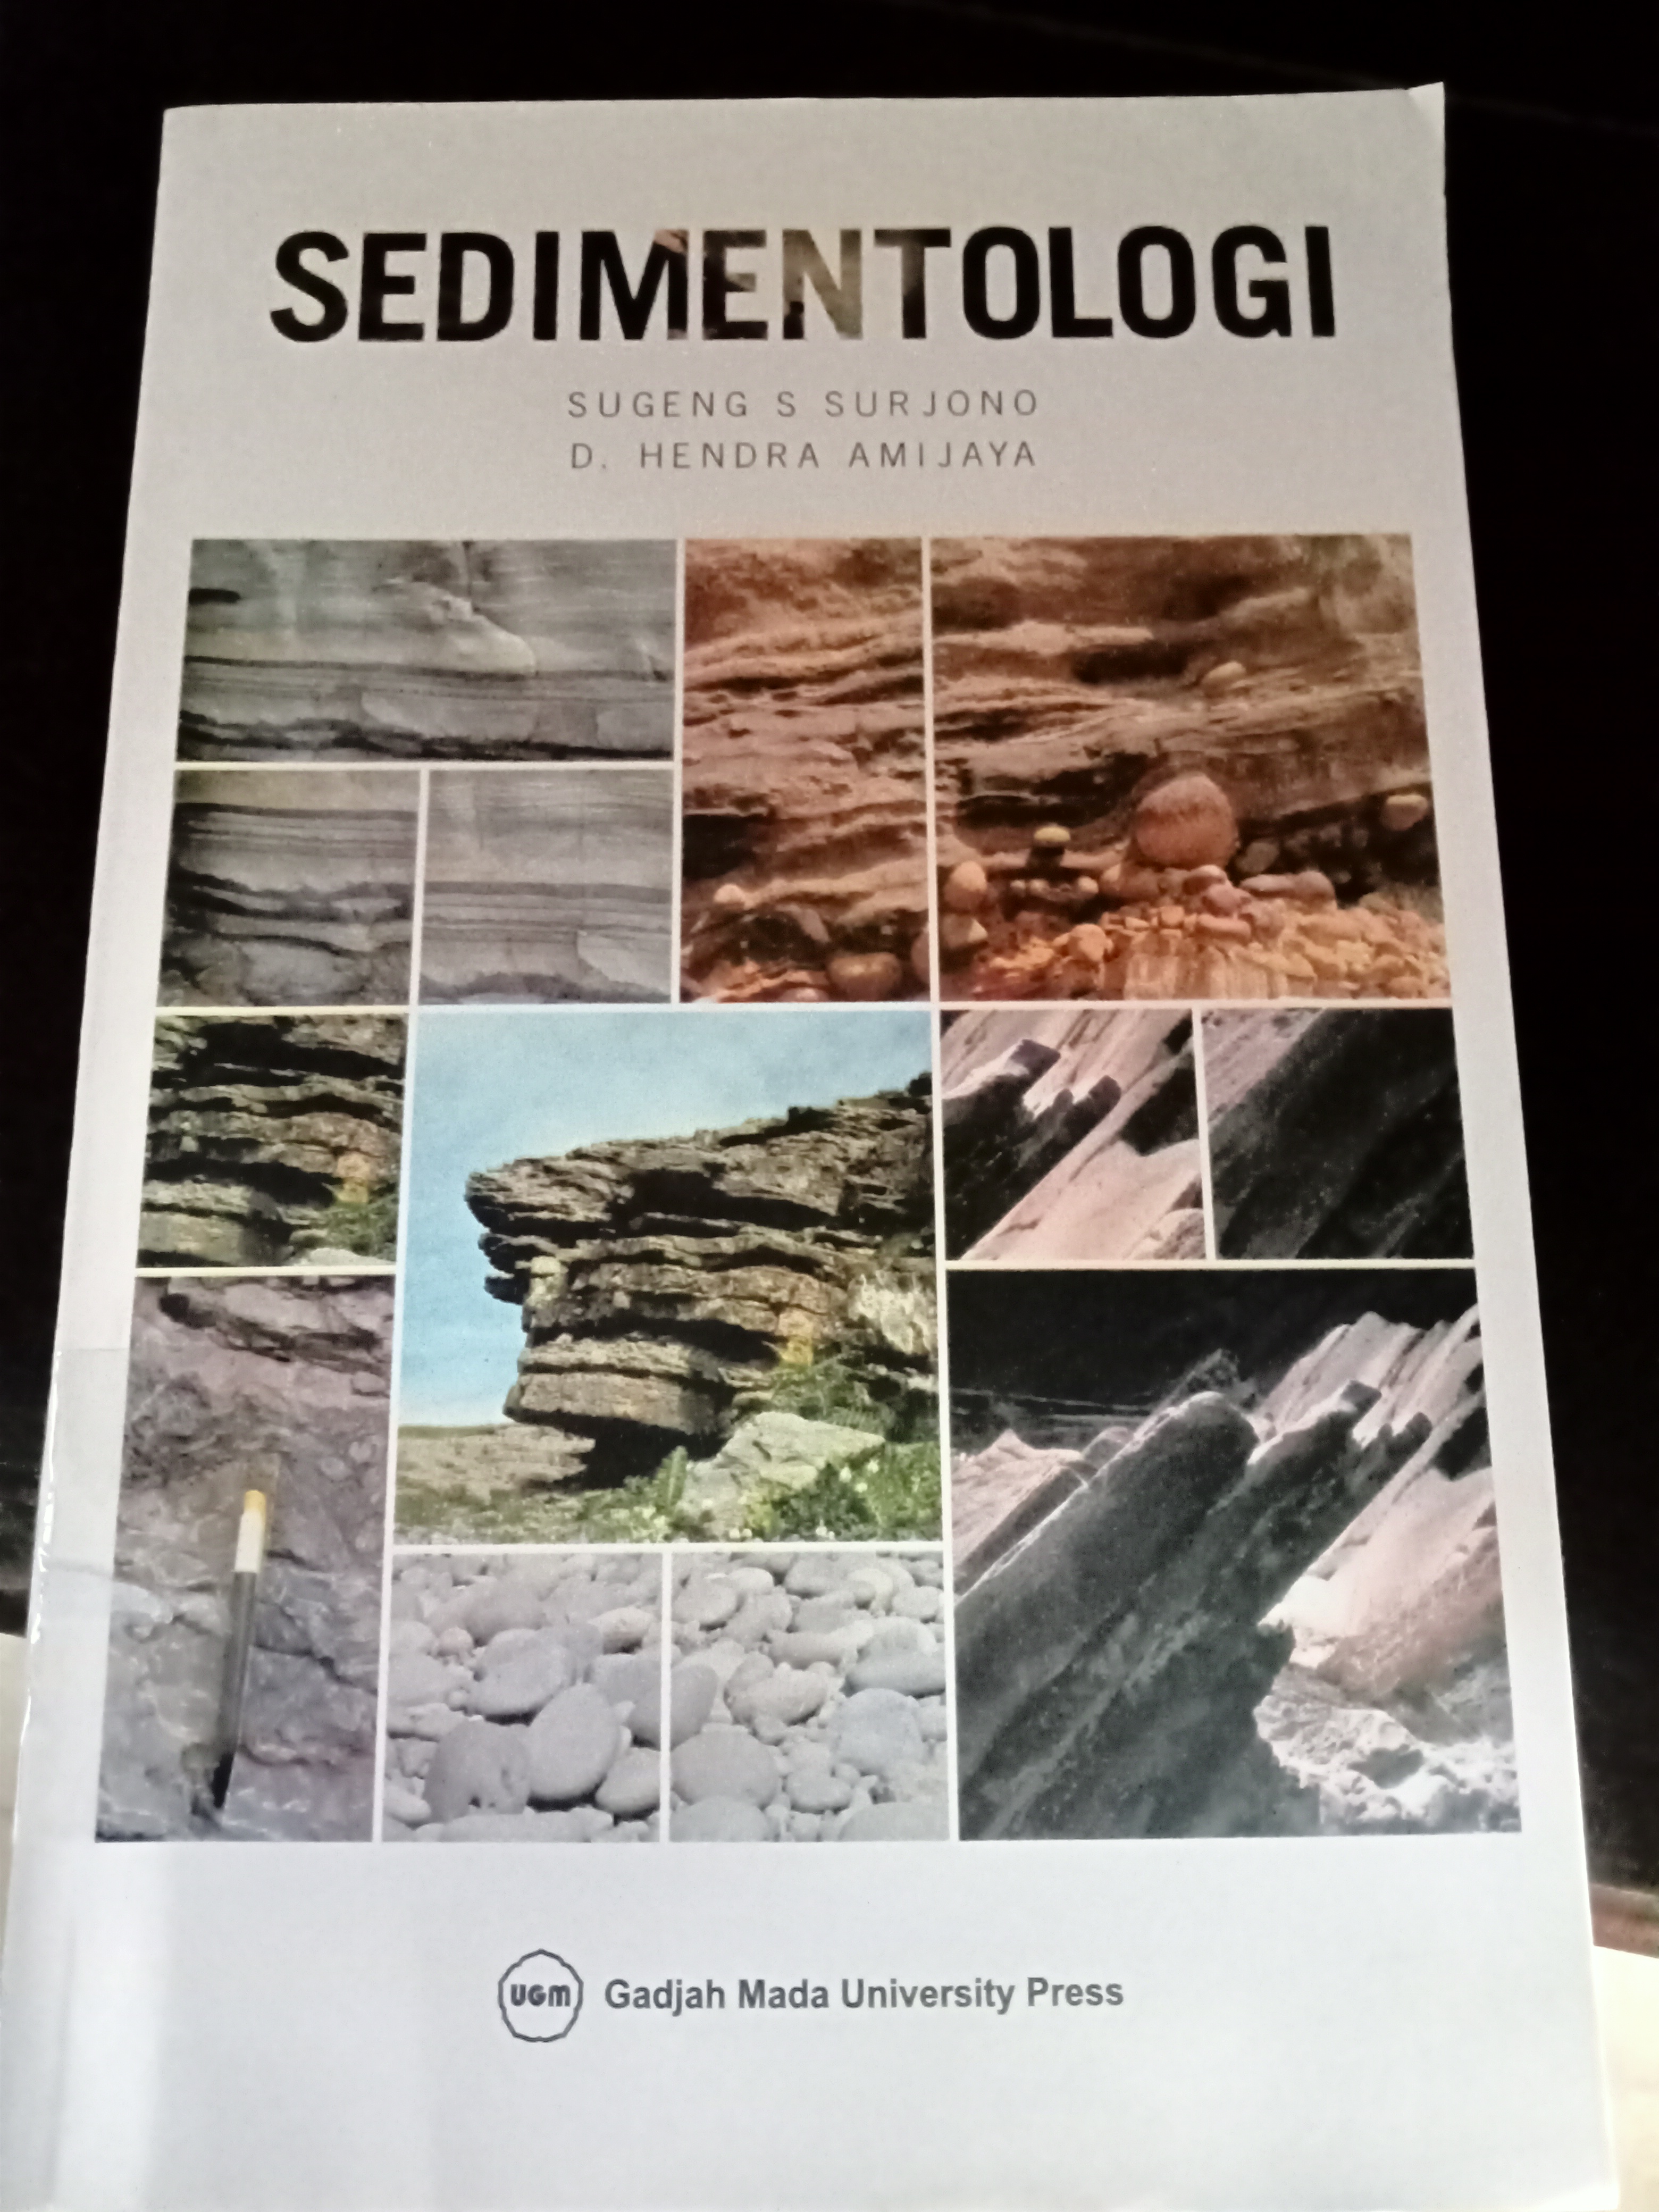 SEDIMENTOLOGI
SUGENG S SURJONO
D. HENDRA AMIJAYA
UGM Gadjah Mada University Press